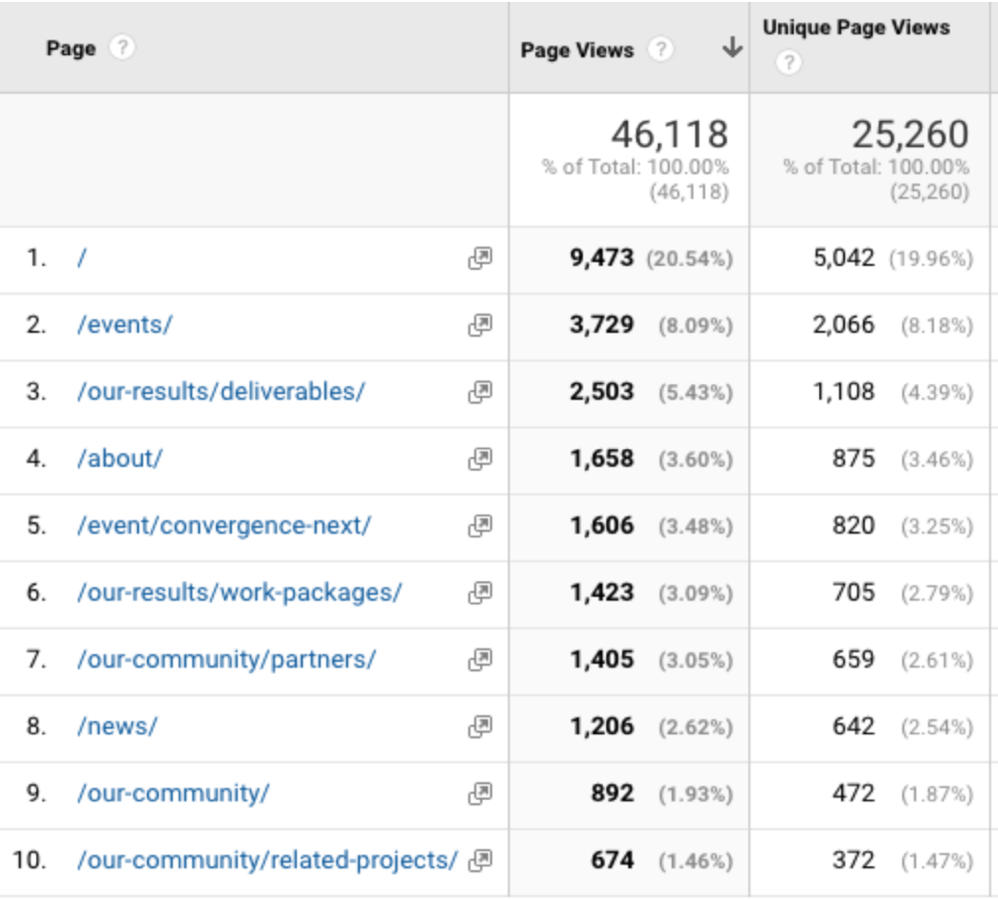 Page ? Page Views ? Unique Page Views ?
46,118 25,260
% of Total: 100.00% % of Total: 100.00%
(46,118) (25,260)
1. / 9,473 (20.54%) 5,042 (19.96%)
2. /events/ 3,729 (8.09%) 2,066 (8.18%)
3. /our-results/deliverables/ 2,503 (5.43%) 1,108 (4.39%)
4. /about/ 1,658 (3.60%) 875 (3.46%)
5. /event/convergence-next/ 1,606 (3.48%) 820 (3.25%)
6. /our-results/work-packages/ 1,423 (3.09%) 705 (2.79%)
7. /our-community/partners/ 1,405 (3.05%) 659 (2.61%)
8. /news/ 1,206 (2.62%) 642 (2.54%)
9. /our-community/ 892 (1.93%) 472 (1.87%)
10. /our-community/related-projects/ 674 (1.46%) 372 (1.47%)